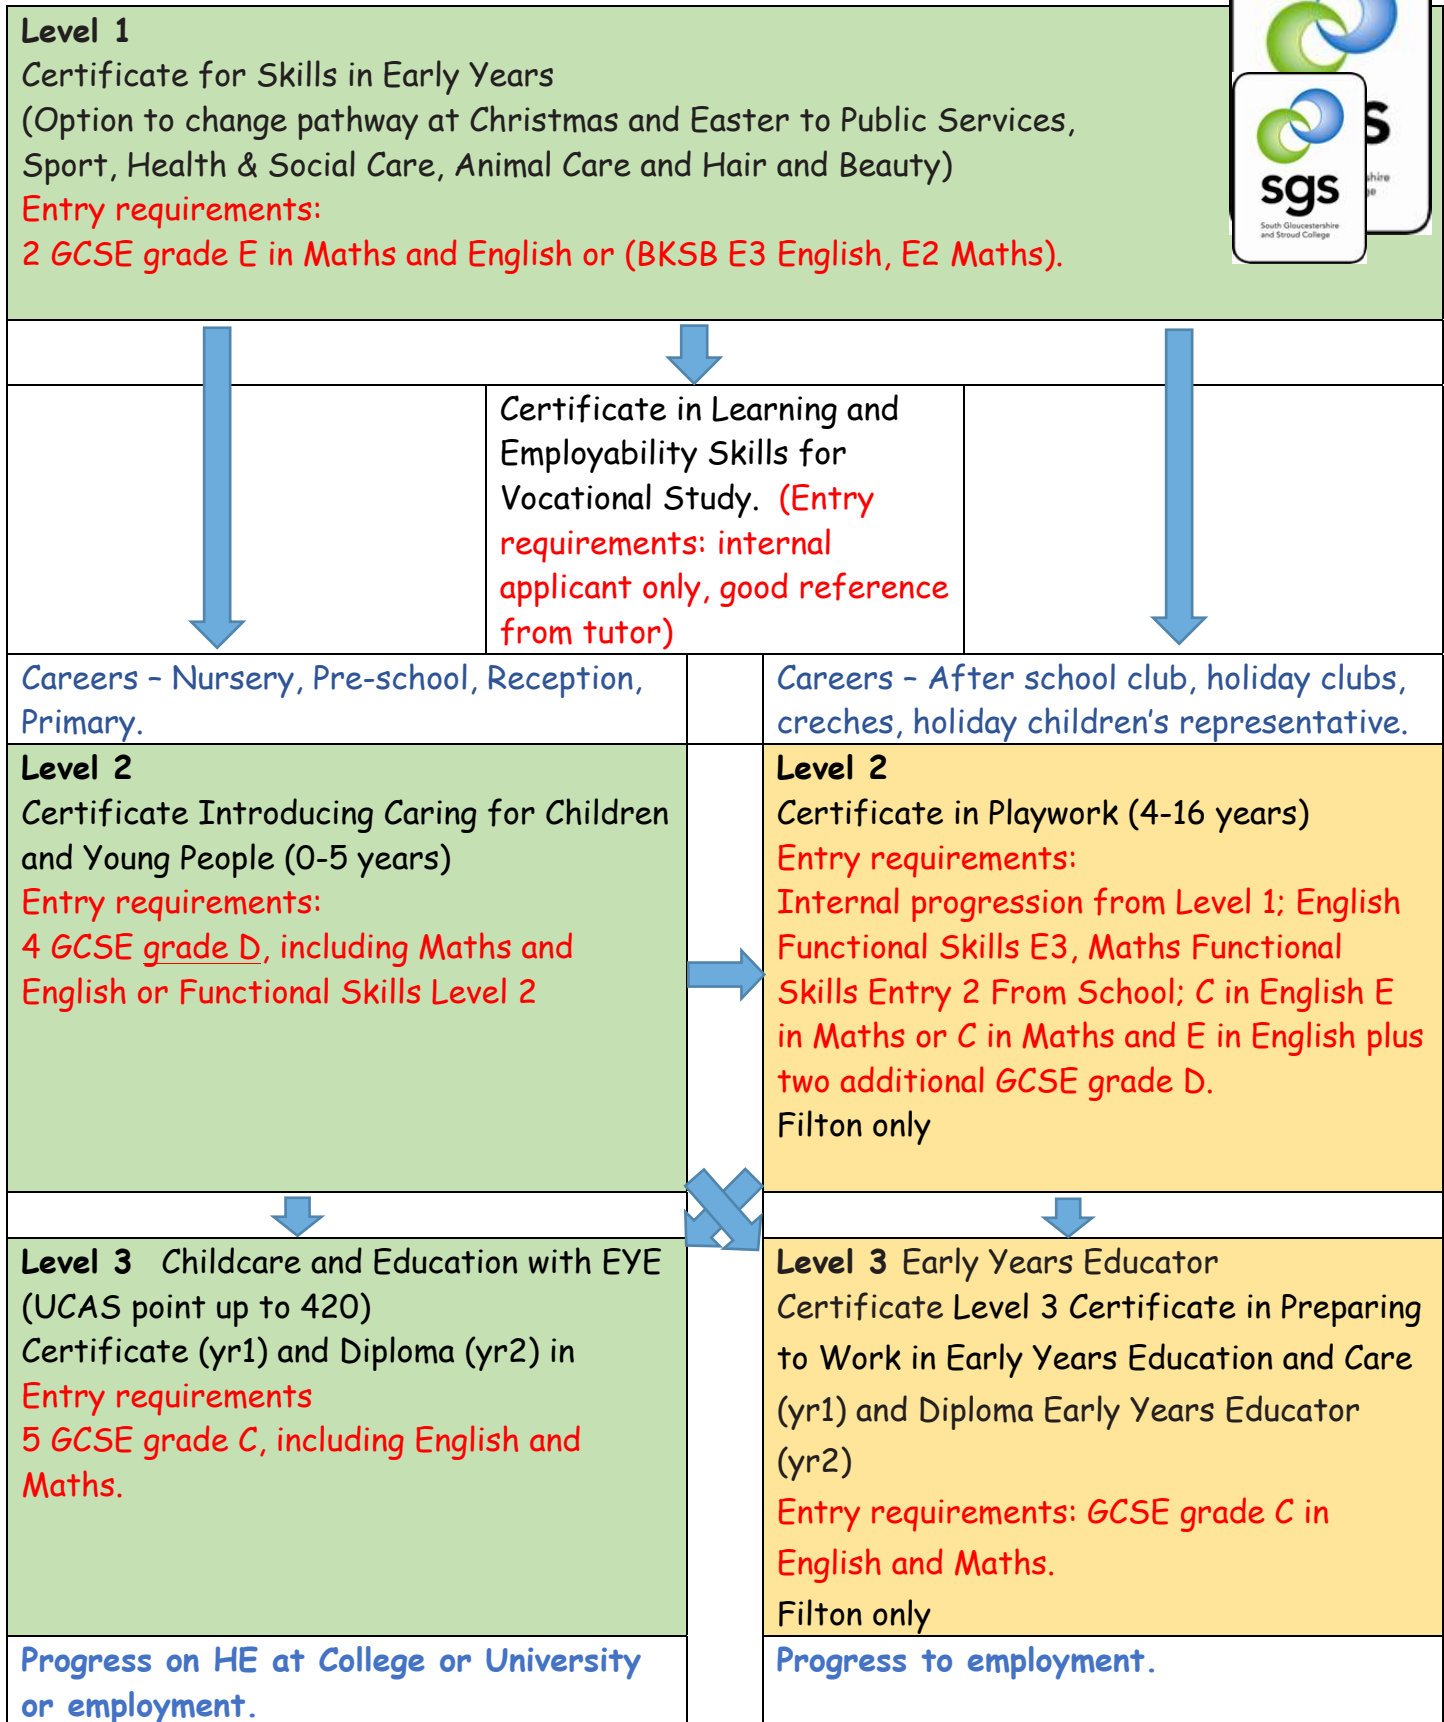 Level 1
Certificate for Skills in Early Years
(Option to change pathway at Christmas and Easter to Public Services,
Sport, Health & Social Care, Animal Care and Hair and Beauty)
Entry requirements:
2 GCSE grade E in Maths and English or (BKSB E3 English, E2 Maths).
s
s
shire
ge
sgs
South Gloucestershire
and Stroud College
Certificate in Learning and
Employability Skills for
Vocational Study. (Entry
requirements: internal
applicant only, good reference
from tutor)
Careers – Nursery, Pre-school, Reception,
Primary.
Careers – After school club, holiday clubs,
creches, holiday children’s representative.
Level 2
Certificate Introducing Caring for Children
and Young People (0-5 years)
Entry requirements:
4 GCSE grade D, including Maths and
English or Functional Skills Level 2
Level 2
Certificate in Playwork (4-16 years)
Entry requirements:
Internal progression from Level 1; English
Functional Skills E3, Maths Functional
Skills Entry 2 From School; C in English E
in Maths or C in Maths and E in English plus
two additional GCSE grade D.
Filton only
Level 3 Childcare and Education with EYE
(UCAS point up to 420)
Certificate (yr1) and Diploma (yr2) in
Entry requirements
5 GCSE grade C, including English and
Maths.
Level 3 Early Years Educator
Certificate Level 3 Certificate in Preparing
to Work in Early Years Education and Care
(yr1) and Diploma Early Years Educator
(yr2)
Entry requirements: GCSE grade C in
English and Maths.
Filton only
Progress on HE at College or University
or employment.
Progress to employment.